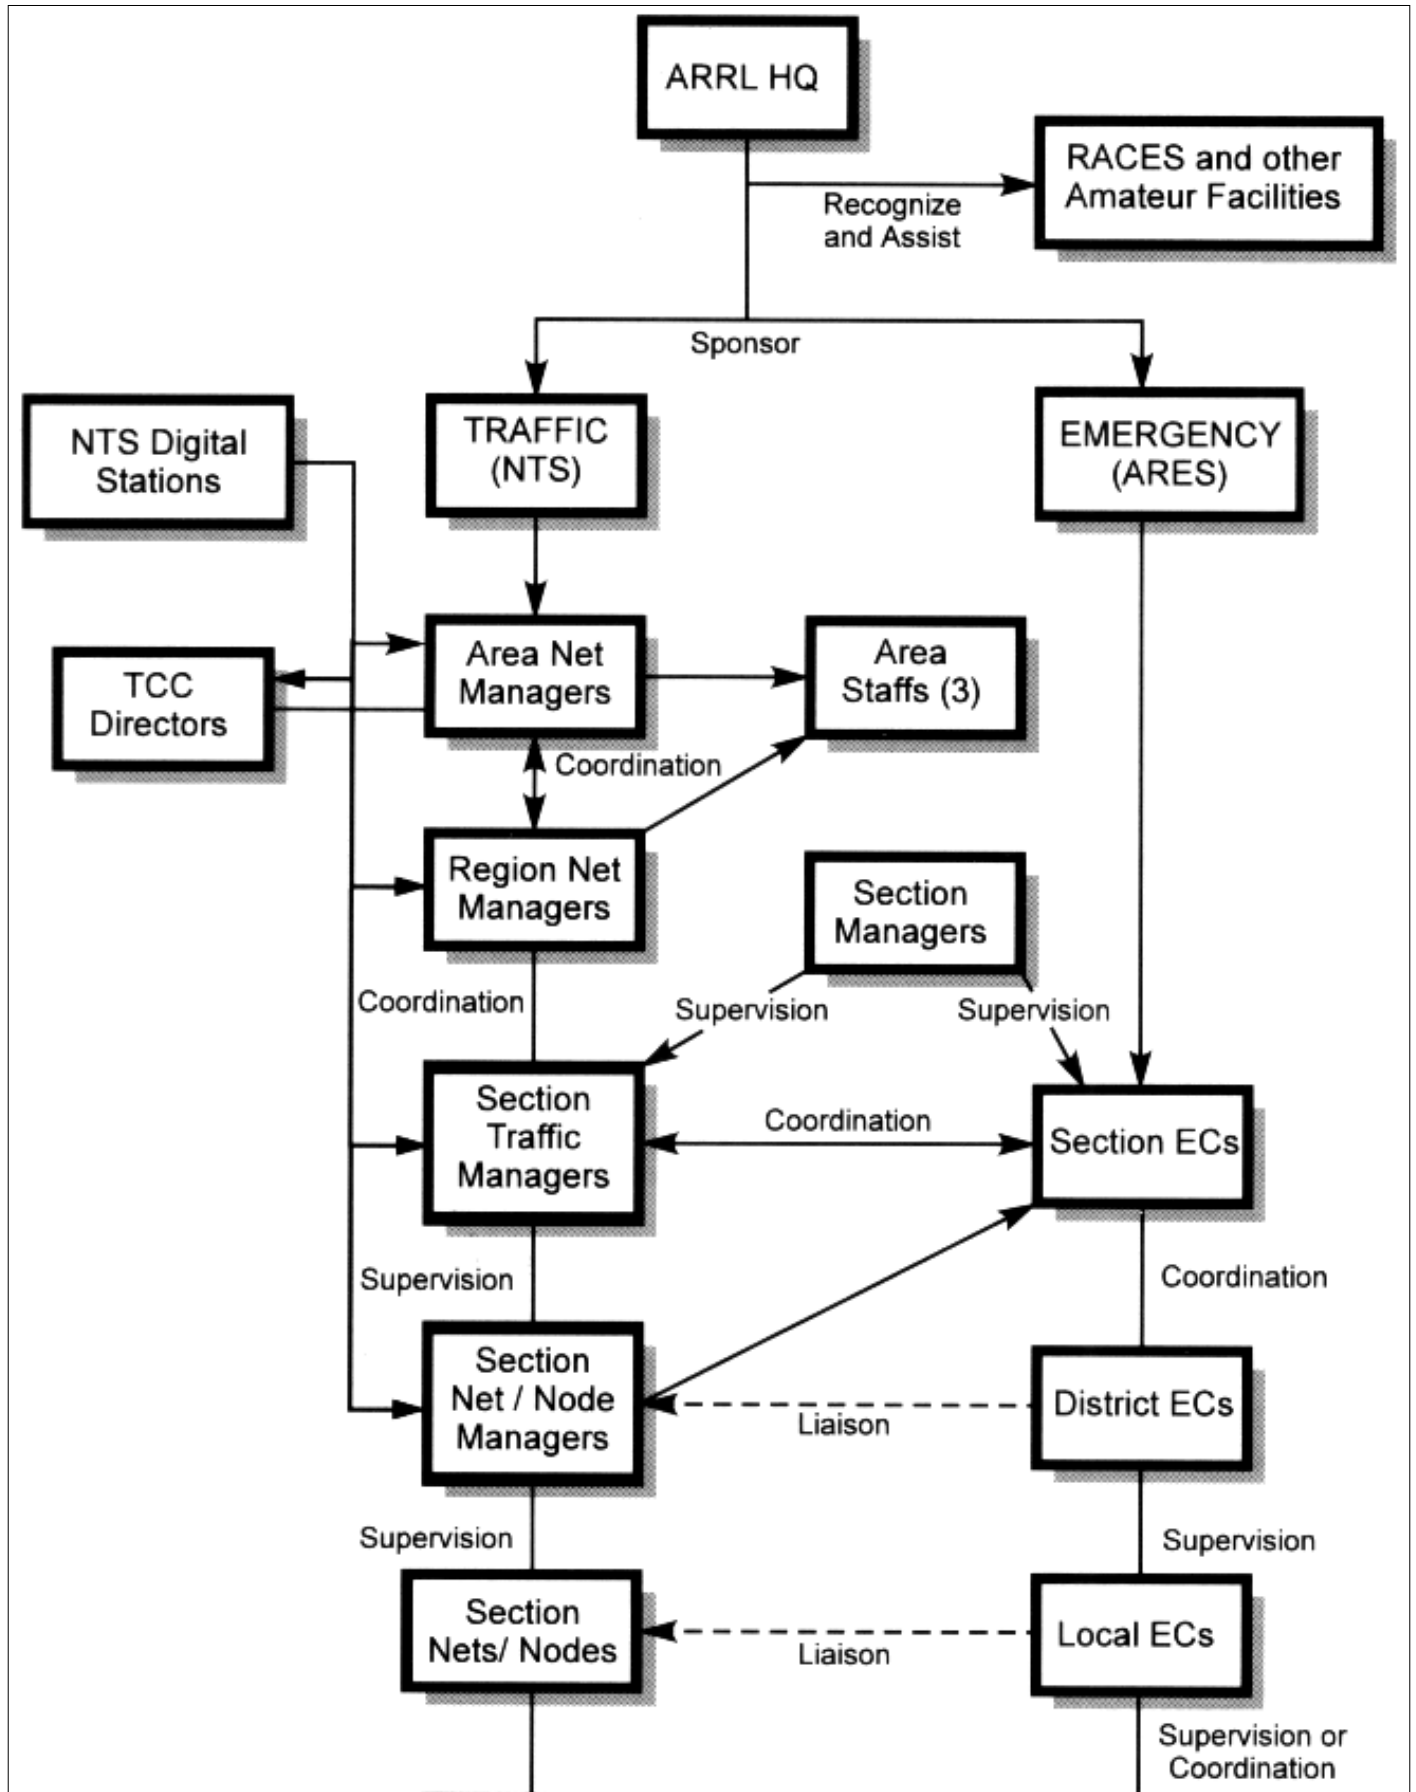 ARRL HQ
RACES and other
Amateur Facilities
Recognize
and Assist
Sponsor
NTS Digital
Stations
TRAFFIC
(NTS)
EMERGENCY
(ARES)
TCC
Directors
Area Net
Managers
Area
Staffs (3)
Coordination
Region Net
Managers
Section
Managers
Coordination
Supervision
Supervision
Section
Traffic
Managers
Coordination
Section ECs
Supervision
Coordination
Section
Net / Node
Managers
Liaison
District ECs
Supervision
Supervision
Section
Nets/ Nodes
Liaison
Local ECs
Supervision or
Coordination